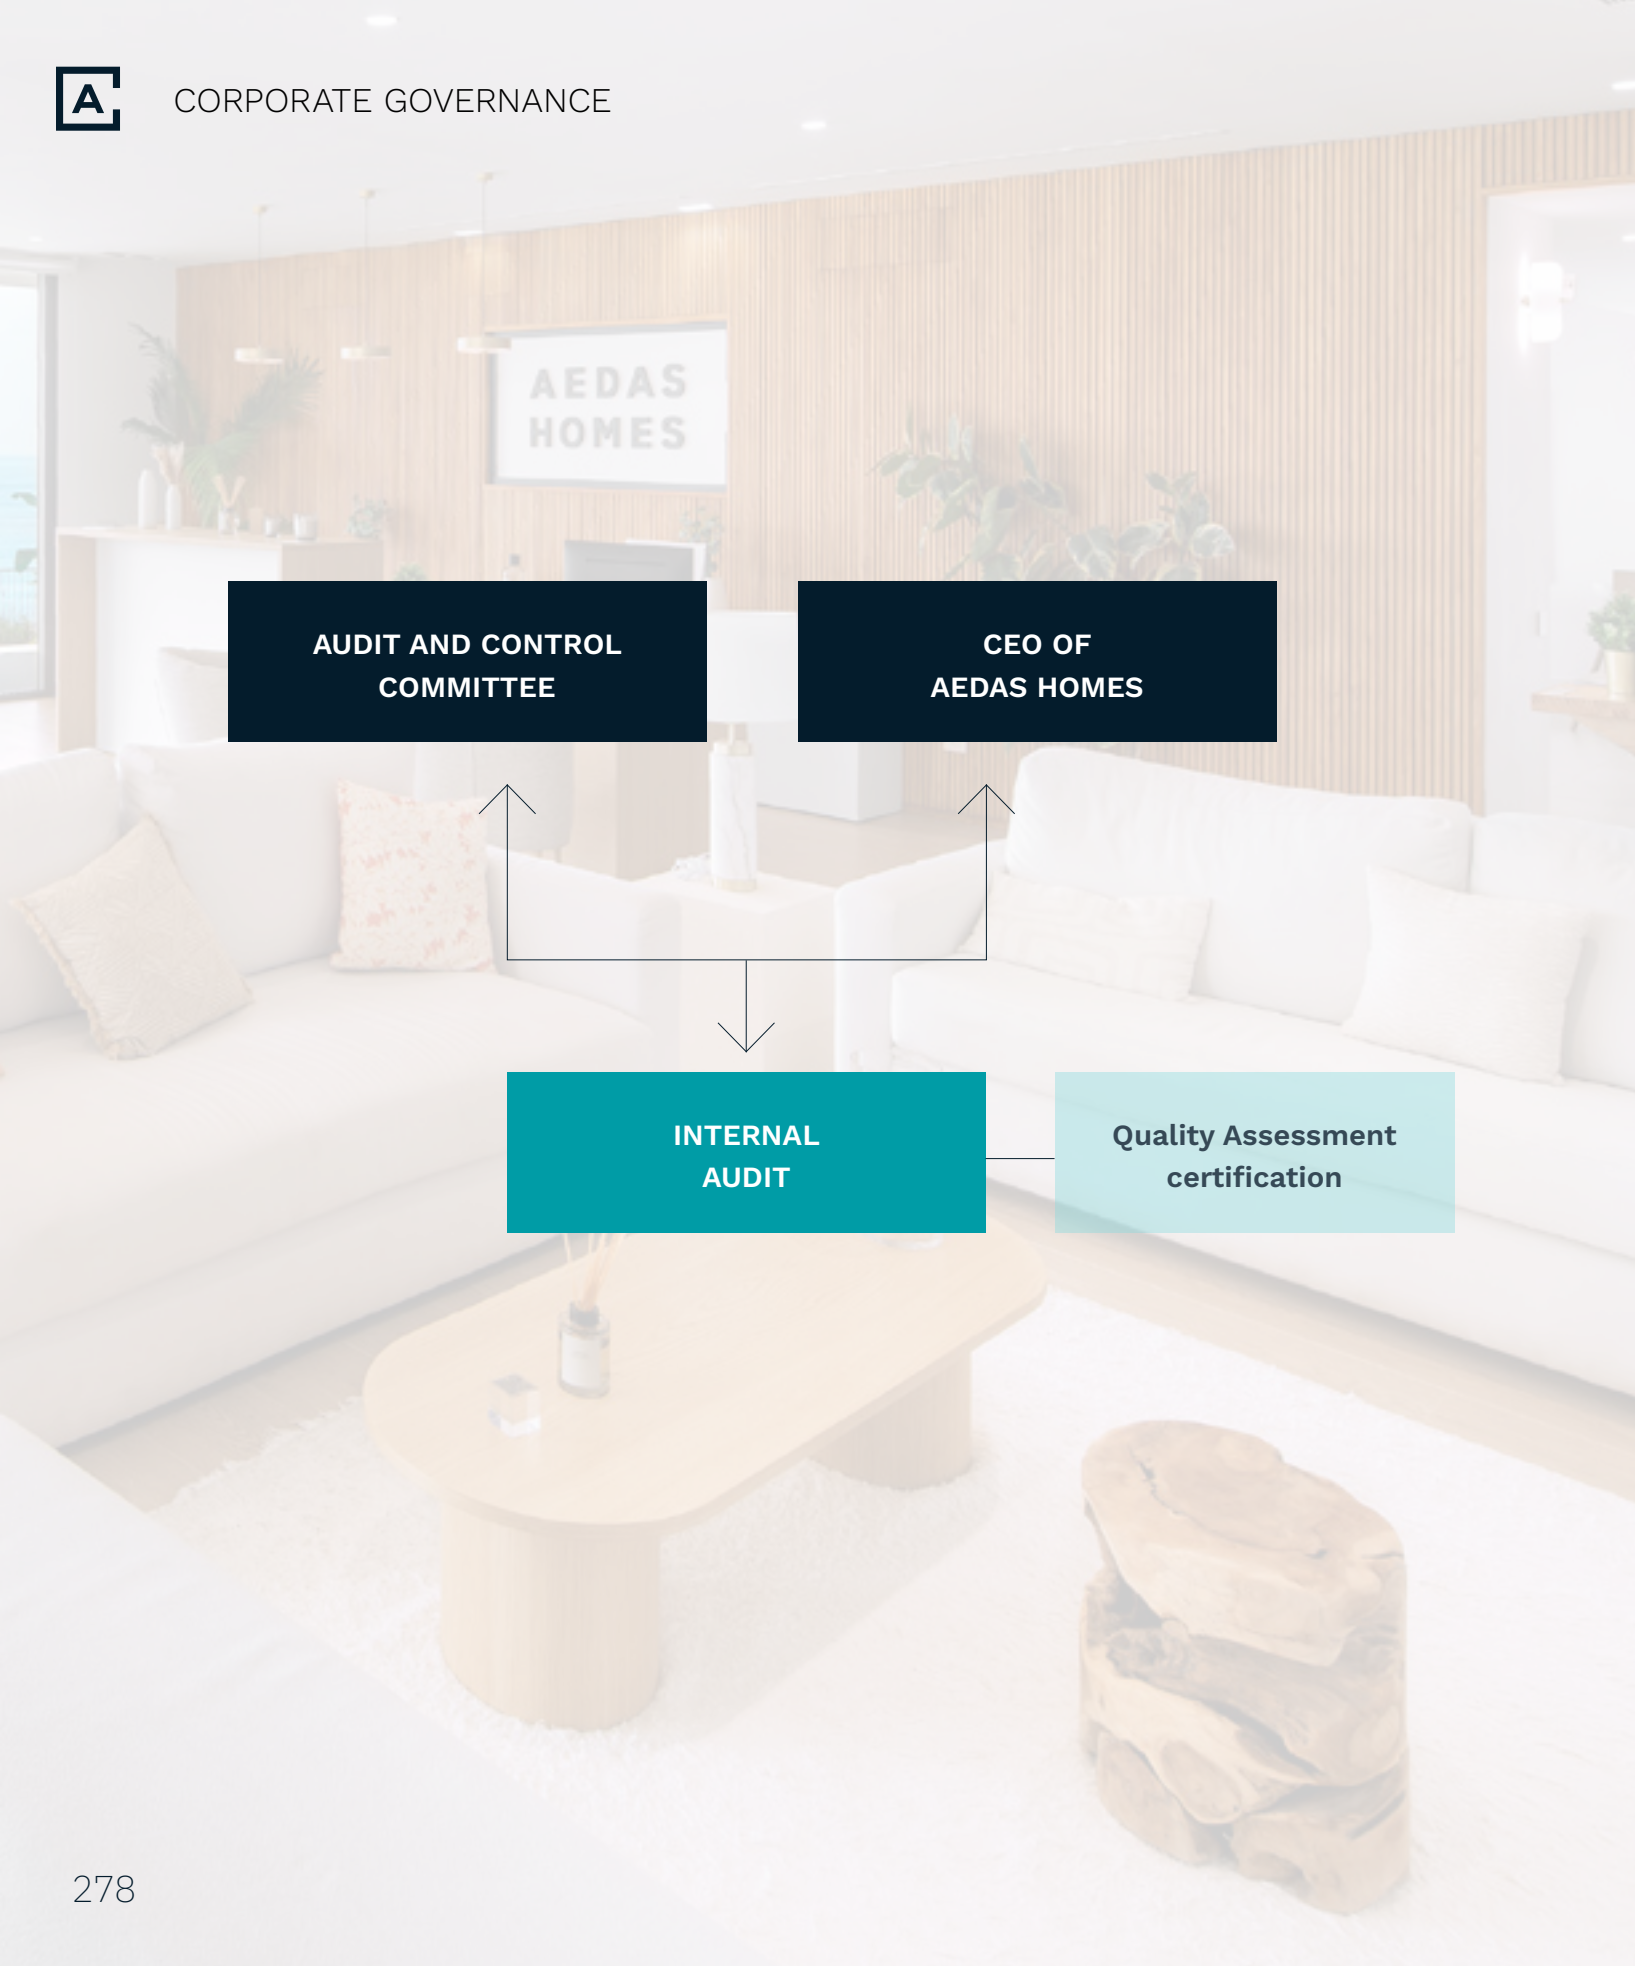 A
CORPORATE GOVERNANCE
AEDAS
HOMES
AUDIT AND CONTROL
COMMITTEE
CEO OF
AEDAS HOMES
INTERNAL
AUDIT
Quality Assessment
certification
278